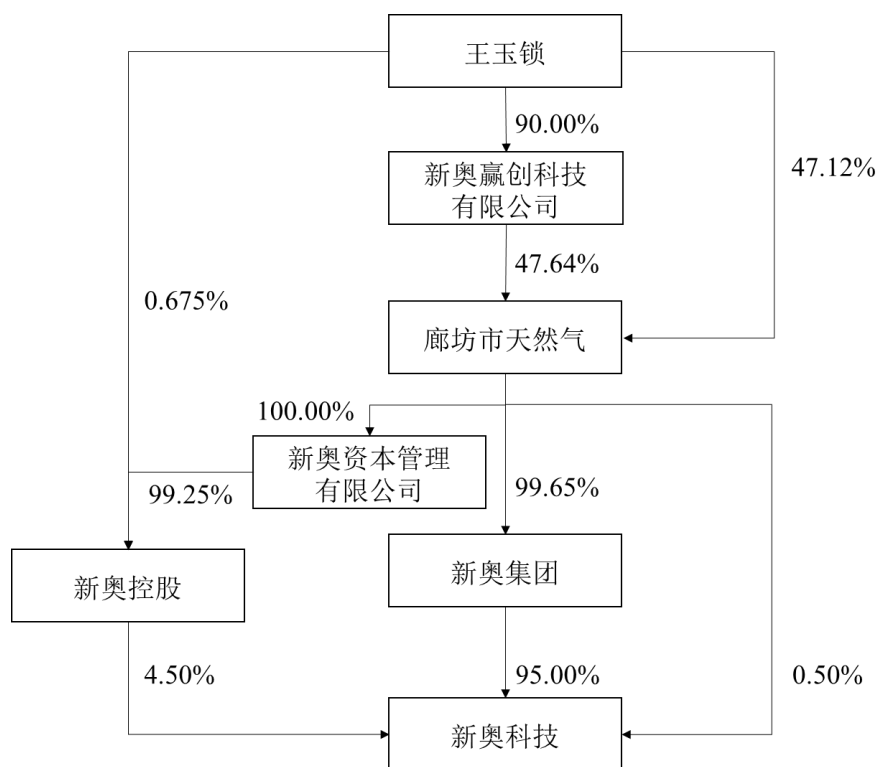 王玉锁
90.00%
新奥赢创科技
有限公司
47.12%
47.64%
0.675%
廊坊市天然气
100.00%
新奥资本管理
有限公司
99.25%
99.65%
新奥控股
新奥集团
4.50%
95.00%
0.50%
新奥科技